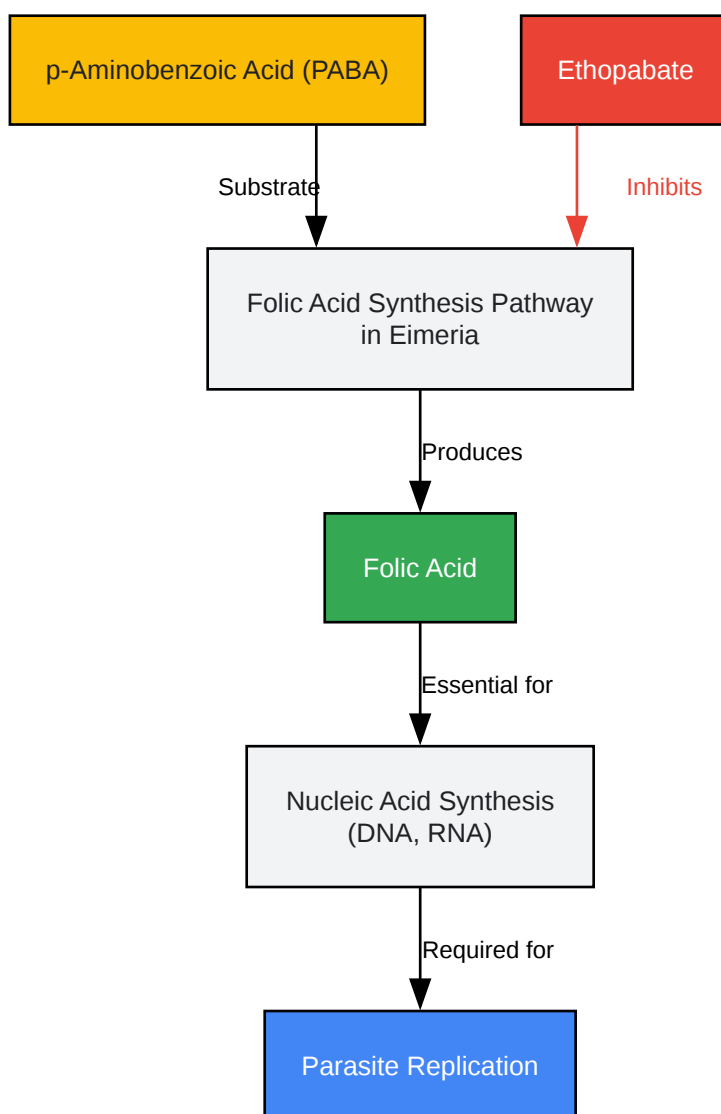 p-Aminobenzoic Acid (PABA)
Ethopabate
Substrate
Inhibits
Folic Acid Synthesis Pathway
in Eimeria
Produces
Folic Acid
Essential for
Nucleic Acid Synthesis
(DNA, RNA)
Required for
Parasite Replication